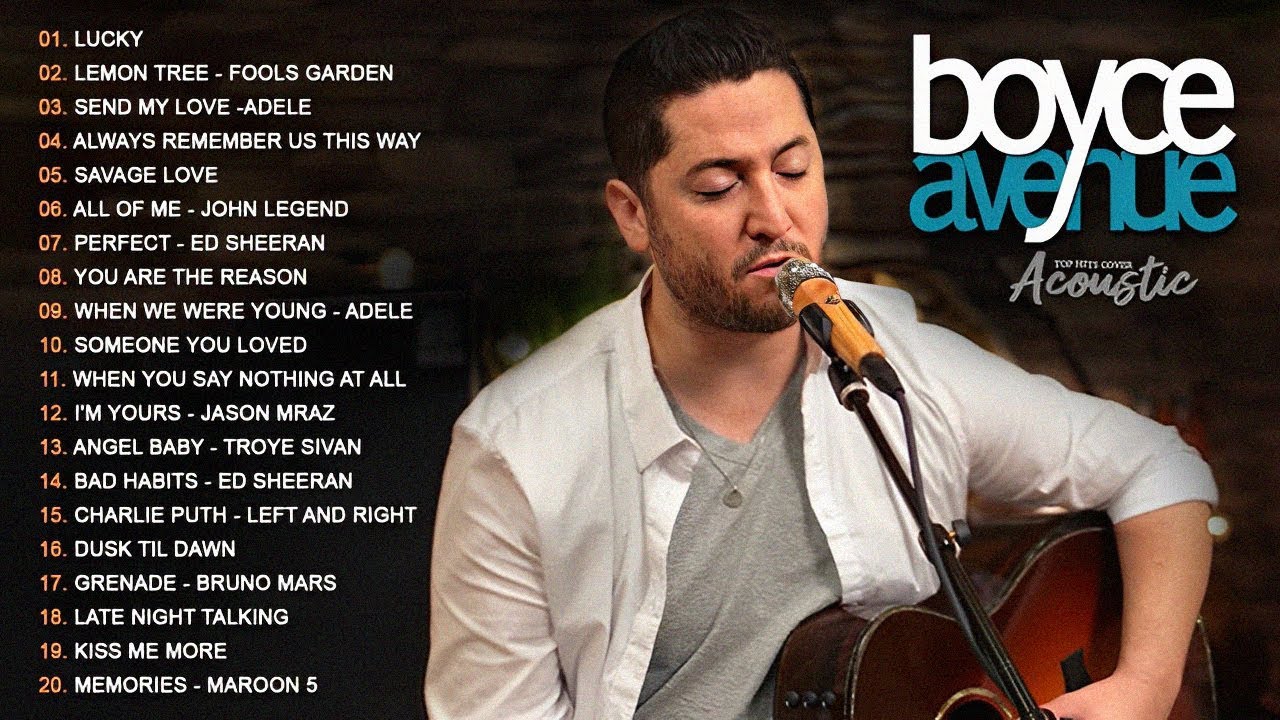 01. LUCKY
02. LEMON TREE - FOOLS GARDEN
03. SEND MY LOVE -ADELE
04. ALWAYS REMEMBER US THIS WAY
05. SAVAGE LOVE
06. ALL OF ME - JOHN LEGEND
07. PERFECT - ED SHEERAN
08. YOU ARE THE REASON
09. WHEN WE WERE YOUNG - ADELE
10. SOMEONE YOU LOVED
11. WHEN YOU SAY NOTHING AT ALL
12. I'M YOURS - JASON MRAZ
13. ANGEL BABY - TROYE SIVAN
14. BAD HABITS - ED SHEERAN
15. CHARLIE PUTH - LEFT AND RIGHT
16. DUSK TIL DAWN
17. GRENADE - BRUNO MARS
18. LATE NIGHT TALKING
19. KISS ME MORE
20. MEMORIES - MAROON 5
boyce
avenue
TOP HITS COVER
Acoustic